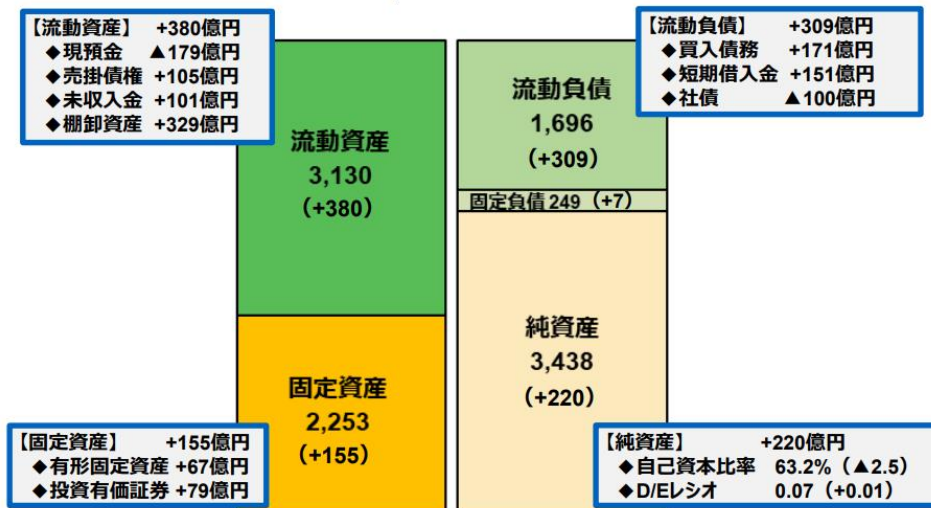 【流動資産】 +380億円
◆現預金 ▲179億円
◆売掛債権 +105億円
◆未収入金 +101億円
◆棚卸資産 +329億円
流動資産
3,130
(+380)
固定資産
2,253
(+155)
【固定資産】 +155億円
◆有形固定資産 +67億円
◆投資有価証券 +79億円
【流動負債】 +309億円
◆買入債務 +171億円
◆短期借入金 +151億円
◆社債 ▲100億円
流動負債
1,696
(+309)
固定負債 249 (+7)
純資産
3,438
(+220)
【純資産】 +220億円
◆自己資本比率 63.2% (▲2.5)
◆D/Eレシオ 0.07 (+0.01)